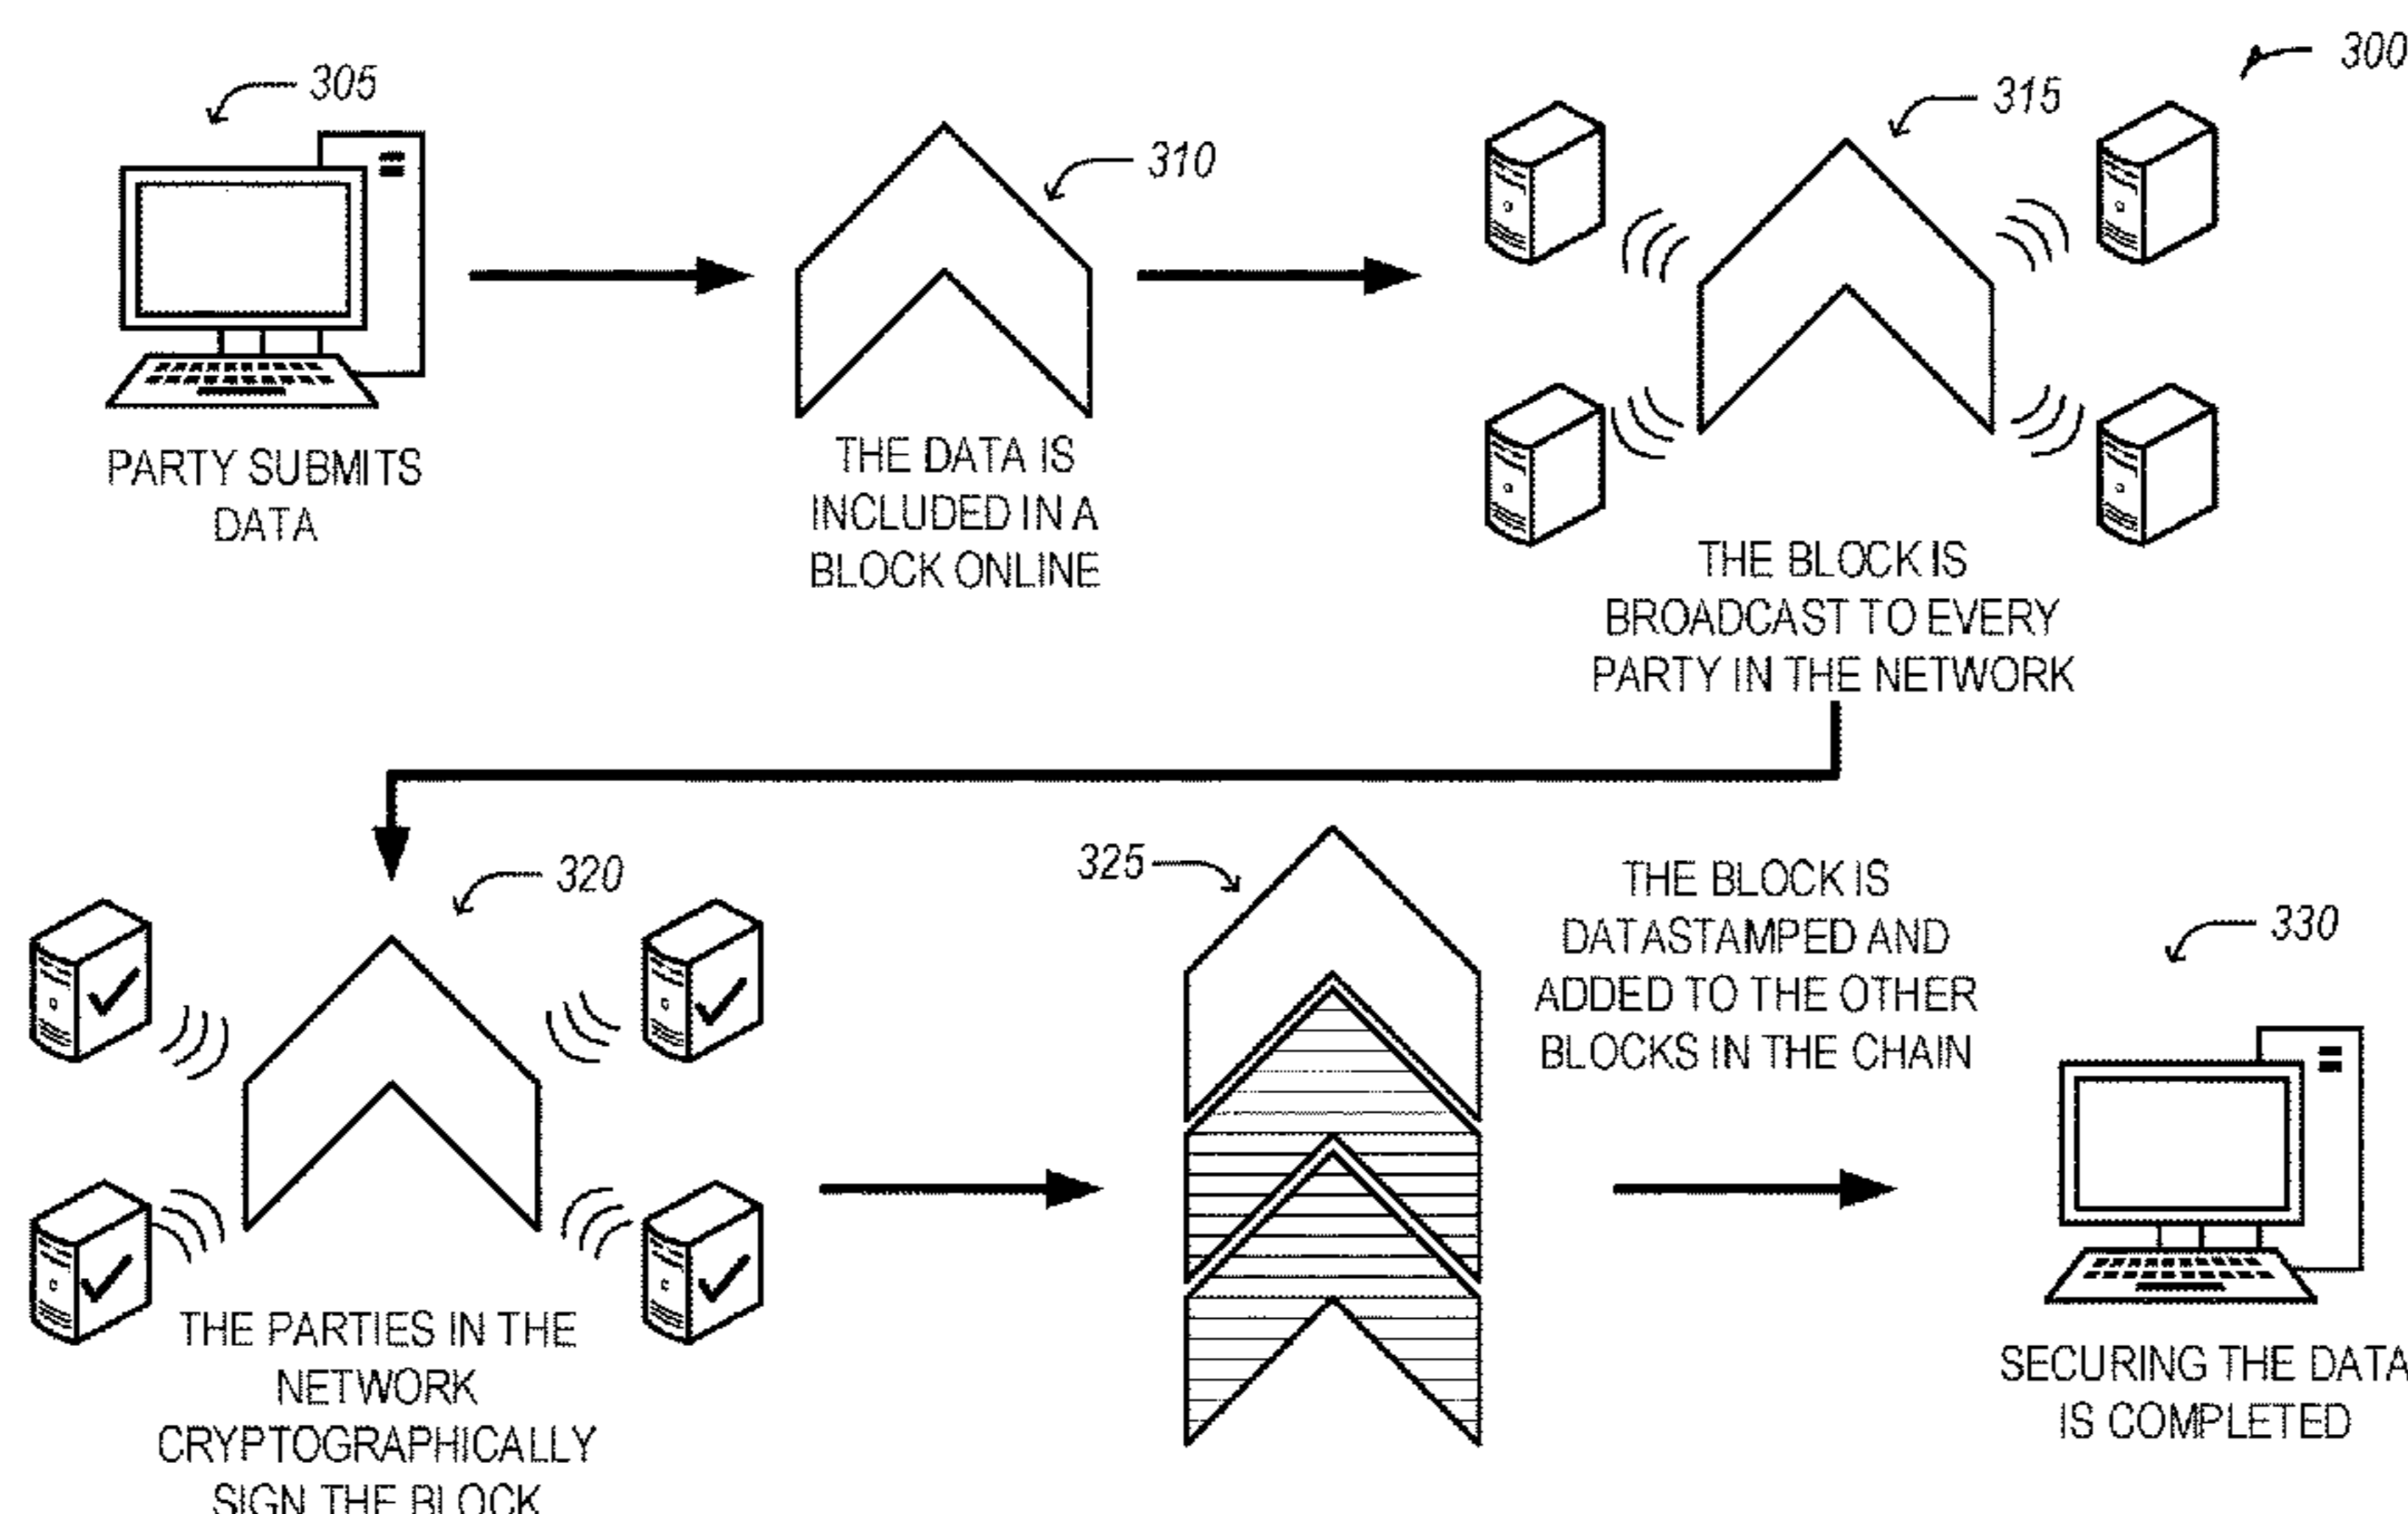 305
PARTY SUBMITS
DATA
310
THE DATA IS
INCLUDED IN A
BLOCK ONLINE
300
315
THE BLOCK IS
BROADCAST TO EVERY
PARTY IN THE NETWORK
320
THE PARTIES IN THE
NETWORK
CRYPTOGRAPHICALLY
SIGN THE BLOCK
325
THE BLOCK IS
DATASTAMPED AND
ADDED TO THE OTHER
BLOCKS IN THE CHAIN
330
SECURING THE DATA
IS COMPLETED